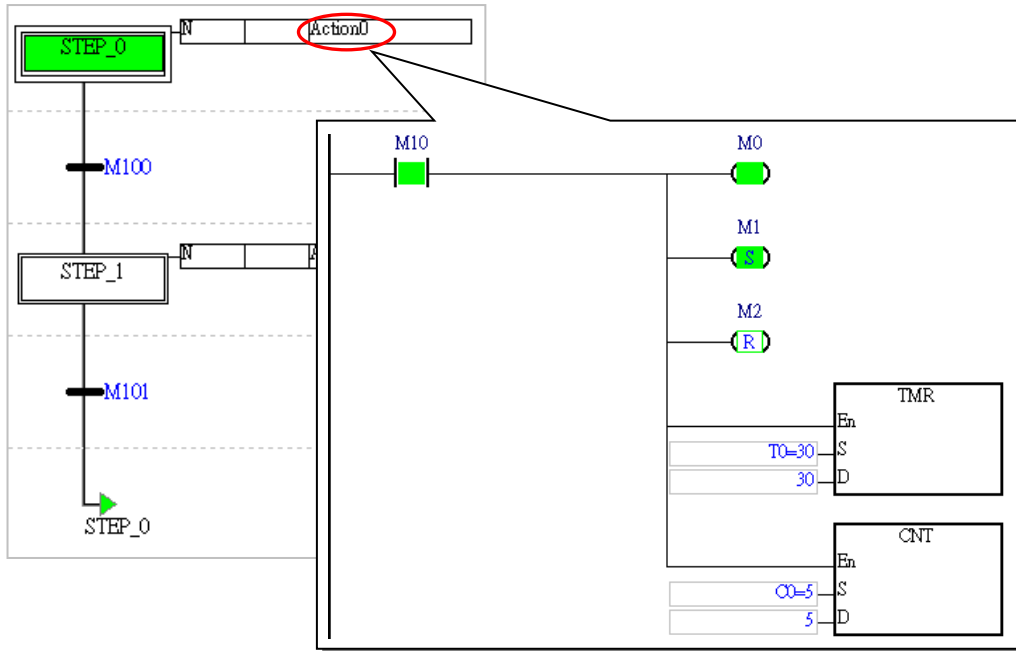 N Action0
STEP_0
M100
N
STEP_1
M101
STEP_0
M10 M0
M1
S
M2
R
TMR
En
T0=30 S
30 D
CNT
En
C0=5 S
5 D